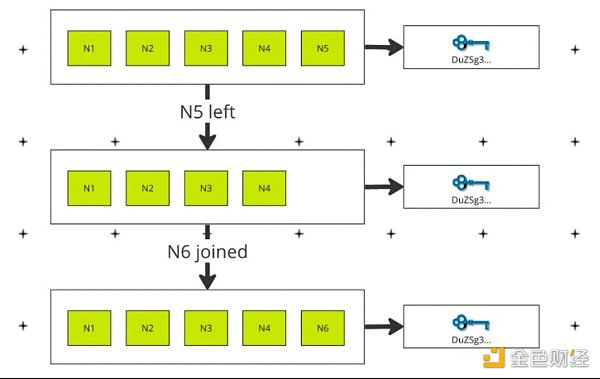 N1 N2 N3 N4 N5
DuZSg3...
N5 left
N1 N2 N3 N4
DuZSg3...
N6 joined
N1 N2 N3 N4 N6
DuZSg3...
金色财经